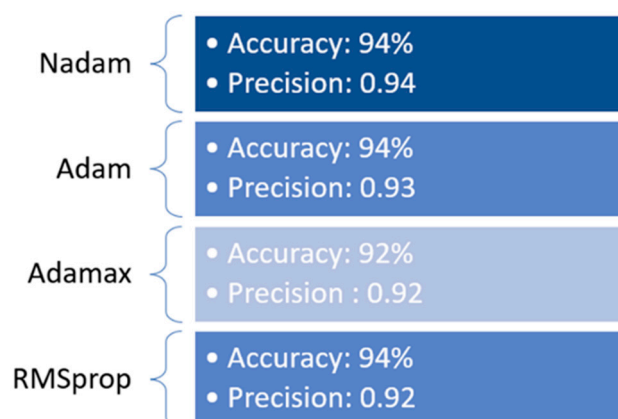 Nadam
• Accuracy: 94%
• Precision: 0.94
Adam
• Accuracy: 94%
• Precision: 0.93
Adamax
• Accuracy: 92%
• Precision : 0.92
RMSprop
• Accuracy: 94%
• Precision: 0.92